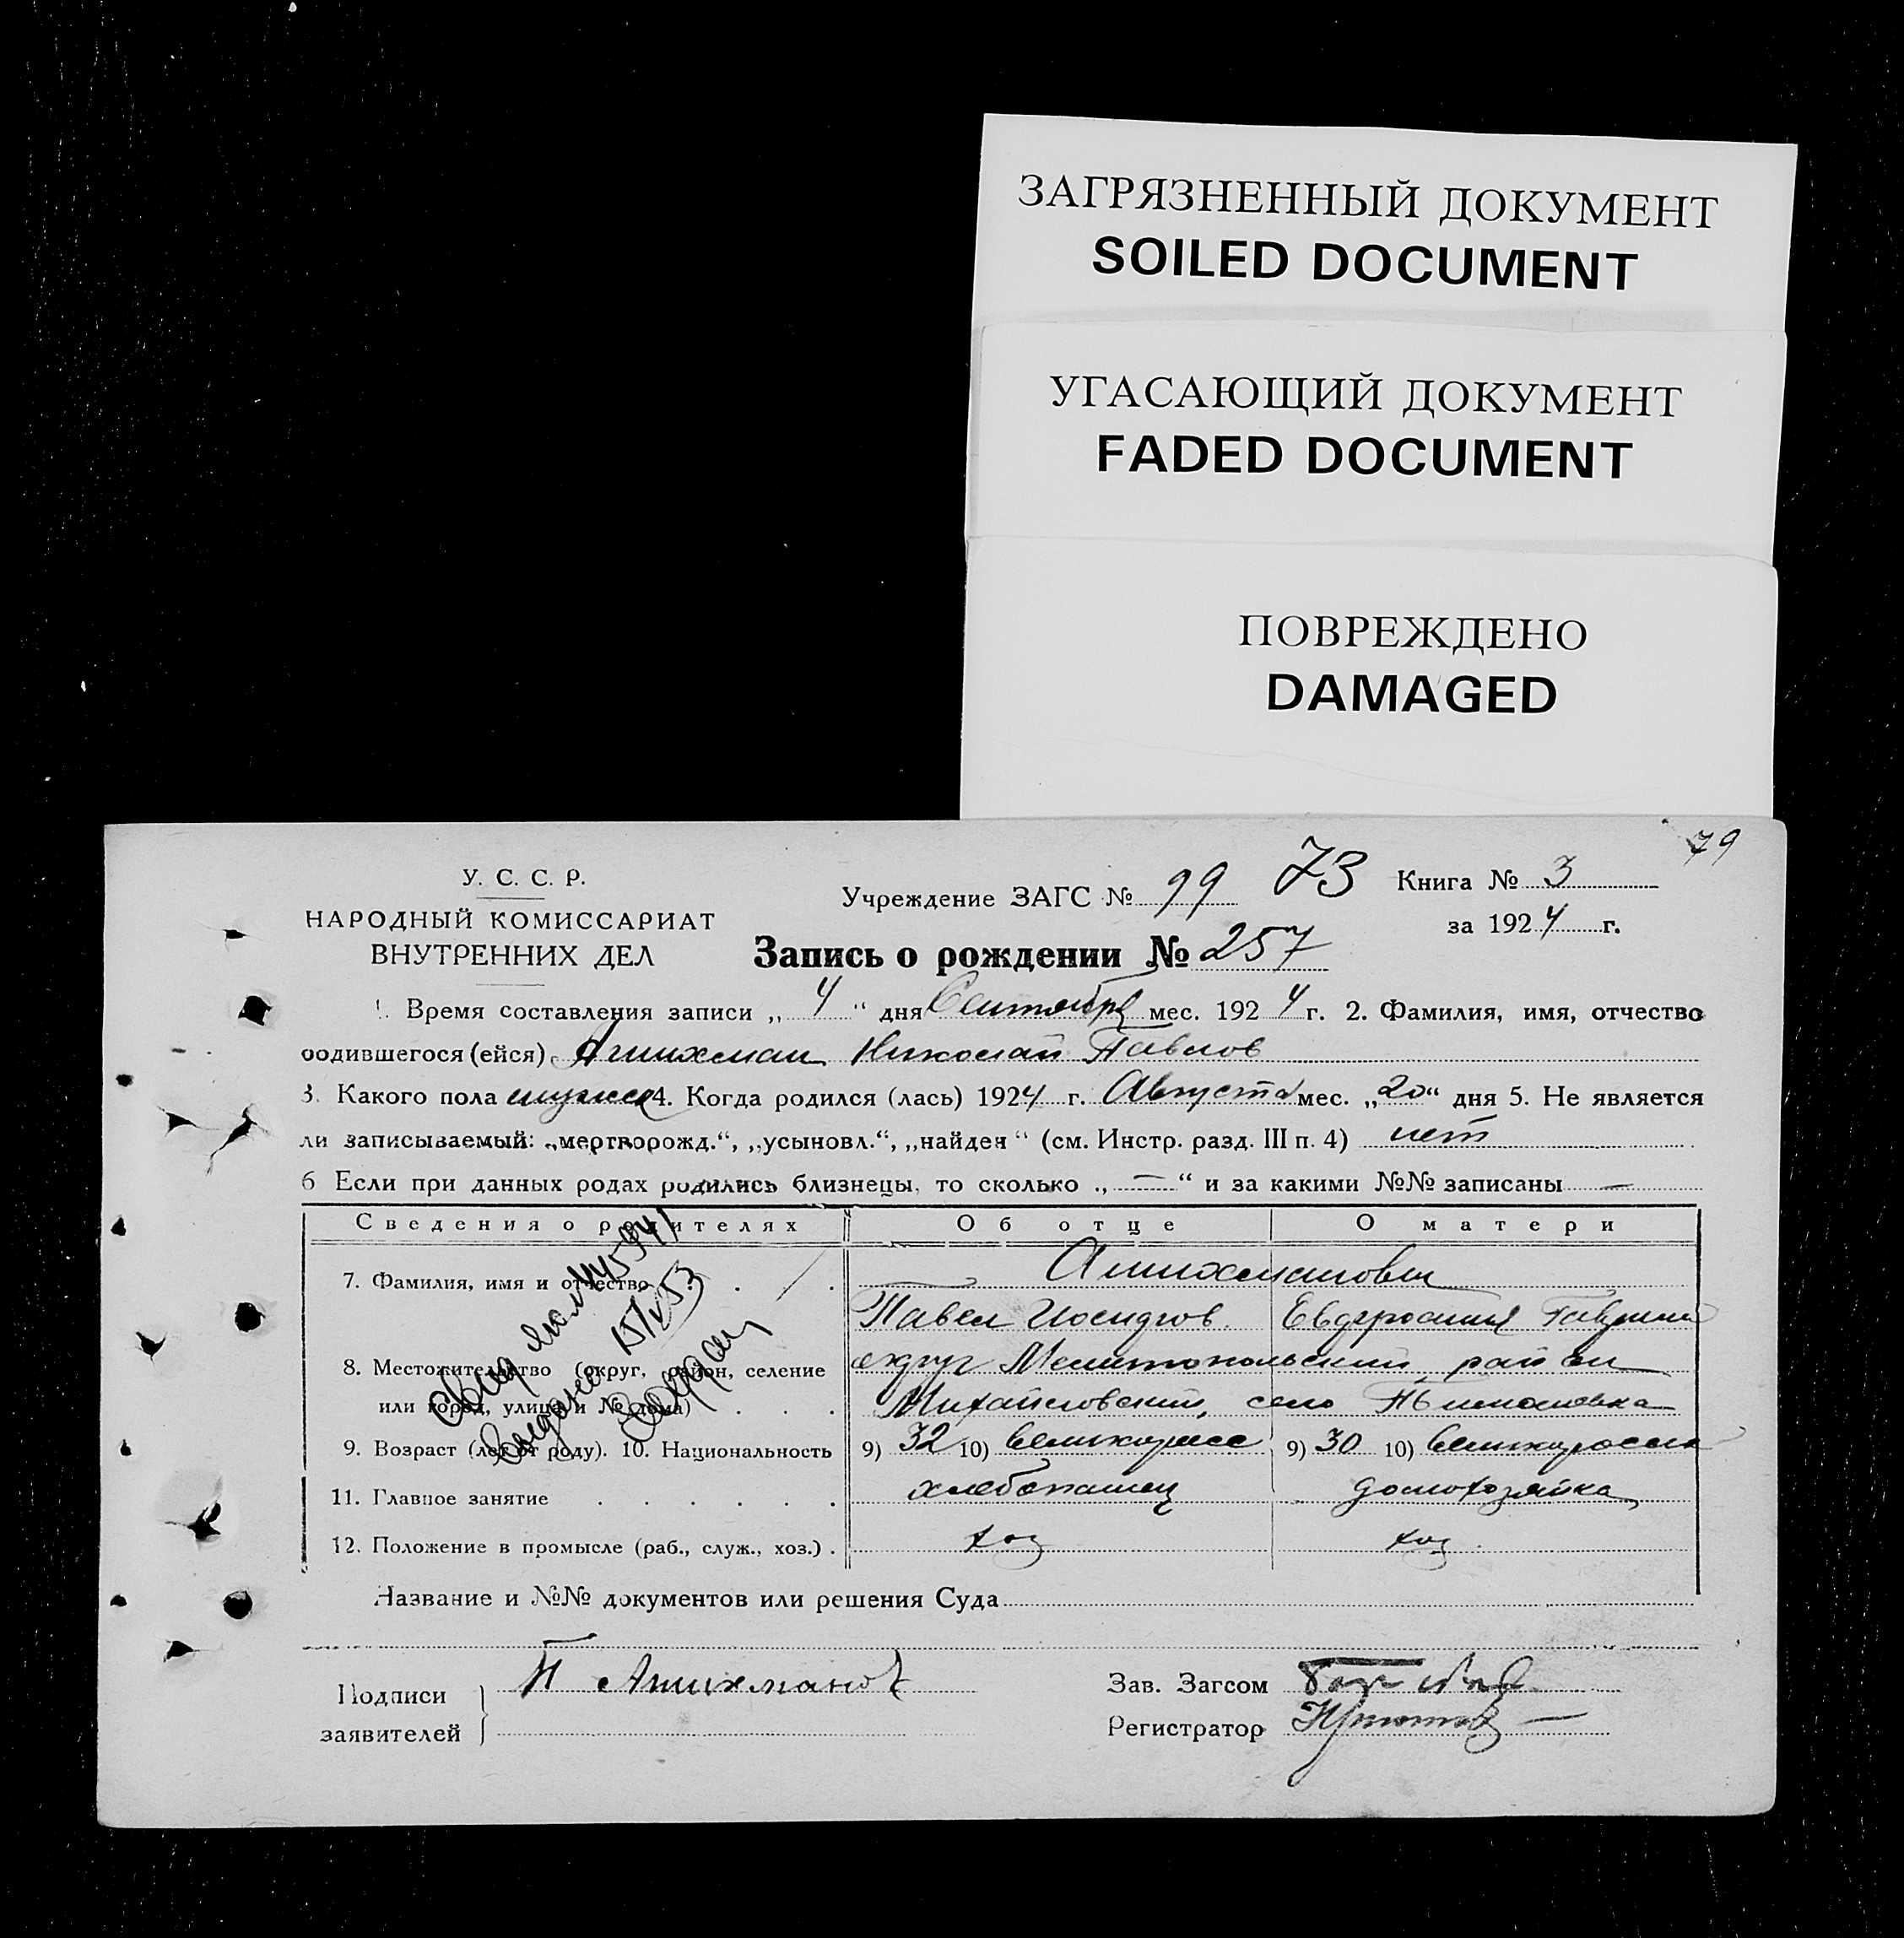 ЗАГРЯЗНЕННЫЙ ДОКУМЕНТ
SOILED DOCUMENT
УГАСАЮЩИЙ ДОКУМЕНТ
FADED DOCUMENT
ПОВРЕЖДЕНО
DAMAGED
79
У. С. С. Р.
НАРОДНЫЙ КОМИССАРИАТ
ВНУТРЕННИХ ДЕЛ
Учреждение ЗАГС № 99 73 Книга № 3
за 1924 г.
Запись о рождении № 257
1. Время составления записи „ 4 “ дня Сентябр мес. 1924 г. 2. Фамилия, имя, отчество
родившегося (ейся) Николай Павлов
3. Какого пола 4. Когда родился (лась) 1924 г. Августа мес. „20“ дня 5. Не является
ли записываемый: „мертворожд.“, „усыновл.“, „найден“ (см. Инстр. разд. III п. 4) нет
6 Если при данных родах родились близнецы, то сколько „ — “ и за какими №№ записаны —
Сведения о родителях Об отце О матери
7. Фамилия, имя и отчество
Павел Евдокия
8. Местожительство (округ, район, селение округ Мелитопольский район
или город, улица и № дома) Михайловский, село
9. Возраст (лет от роду). 10. Национальность 9) 32 10) великоросс 9) 30 10)
11. Главное занятие хлебопашец домохозяйка
12. Положение в промысле (раб., служ., хоз.) хоз хоз
Название и №№ документов или решения Суда
Подписи
заявителей
П Анихманов
Зав. Загсом
Регистратор